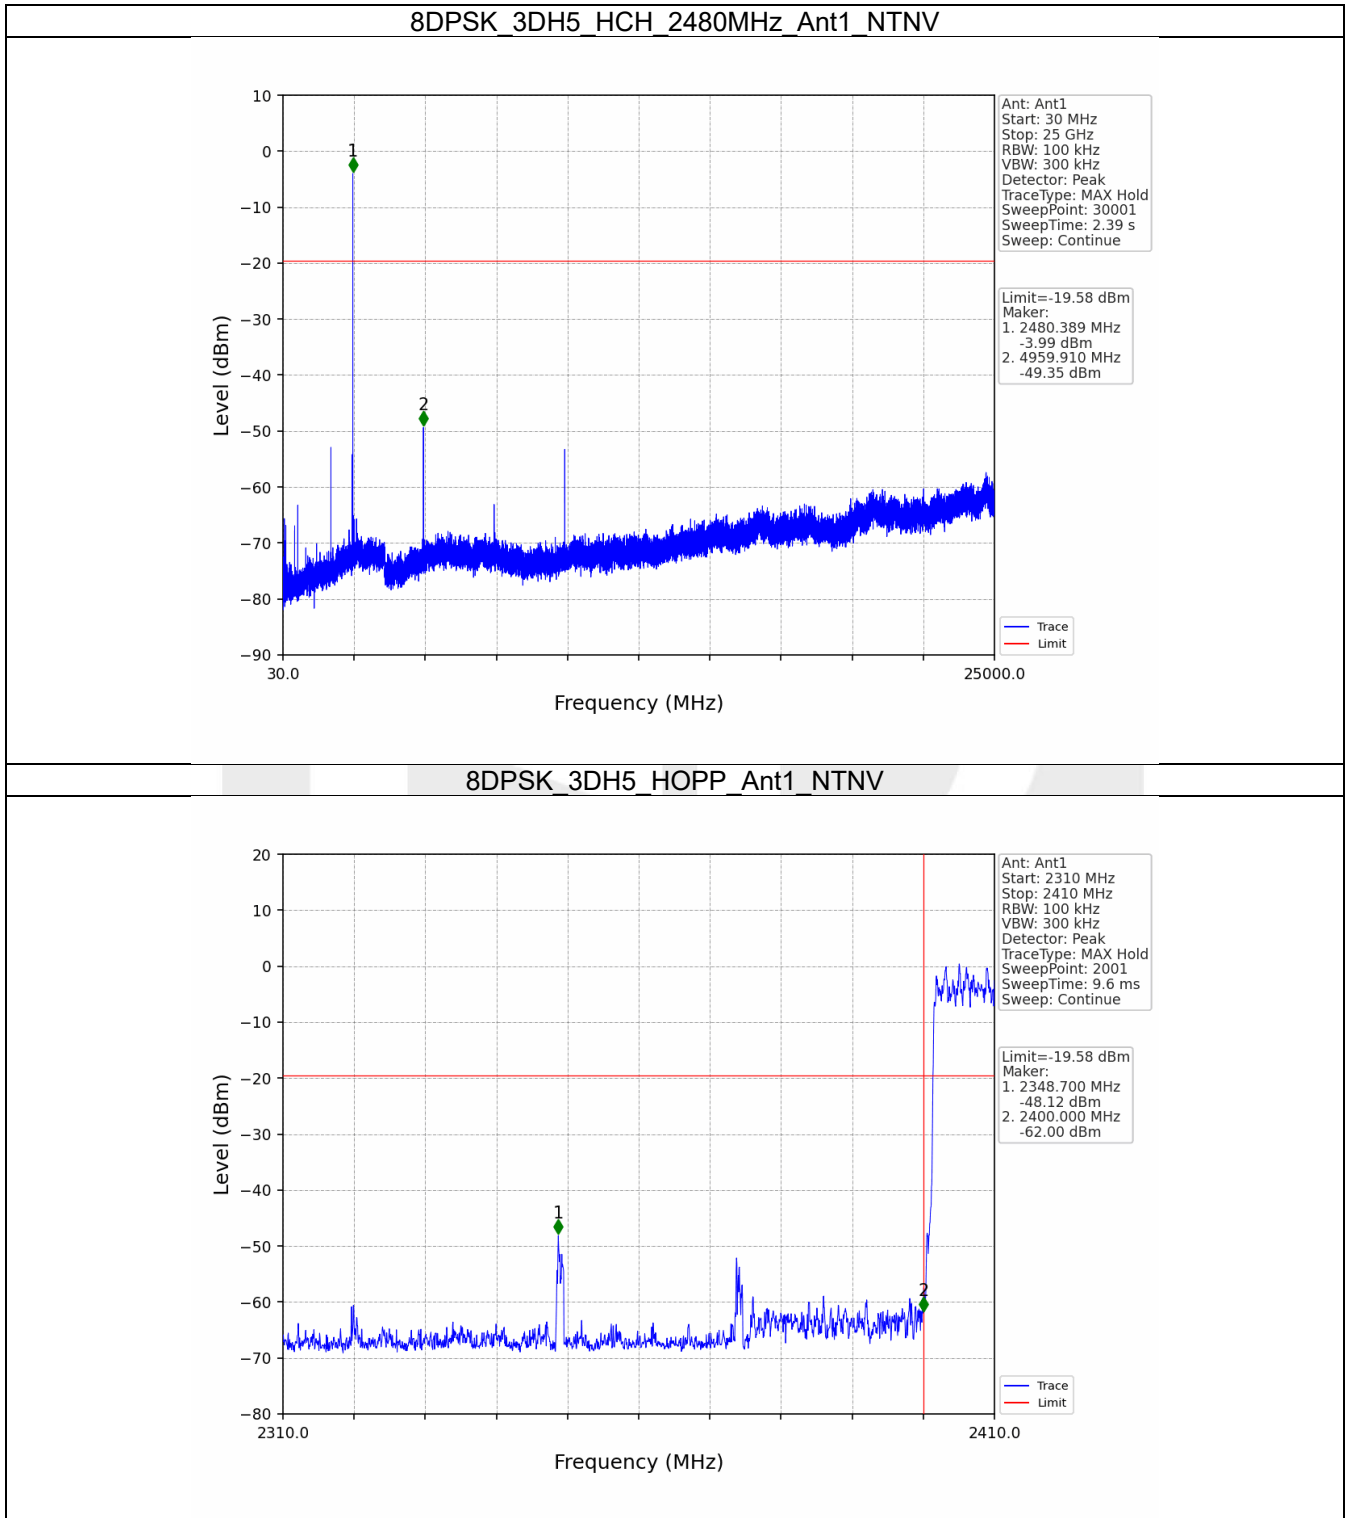 8DPSK_3DH5_HCH_2480MHz_Ant1_NTNV
10
0
−10
−20
−30
−40
−50
−60
−70
−80
−90
Level (dBm)
1
2
30.0
25000.0
Frequency (MHz)
Ant: Ant1
Start: 30 MHz
Stop: 25 GHz
RBW: 100 kHz
VBW: 300 kHz
Detector: Peak
TraceType: MAX Hold
SweepPoint: 30001
SweepTime: 2.39 s
Sweep: Continue
Limit=-19.58 dBm
Maker:
1. 2480.389 MHz
-3.99 dBm
2. 4959.910 MHz
-49.35 dBm
Trace
Limit
8DPSK_3DH5_HOPP_Ant1_NTNV
20
10
0
−10
−20
−30
−40
−50
−60
−70
−80
Level (dBm)
1
2
2310.0
2410.0
Frequency (MHz)
Ant: Ant1
Start: 2310 MHz
Stop: 2410 MHz
RBW: 100 kHz
VBW: 300 kHz
Detector: Peak
TraceType: MAX Hold
SweepPoint: 2001
SweepTime: 9.6 ms
Sweep: Continue
Limit=-19.58 dBm
Maker:
1. 2348.700 MHz
-48.12 dBm
2. 2400.000 MHz
-62.00 dBm
Trace
Limit